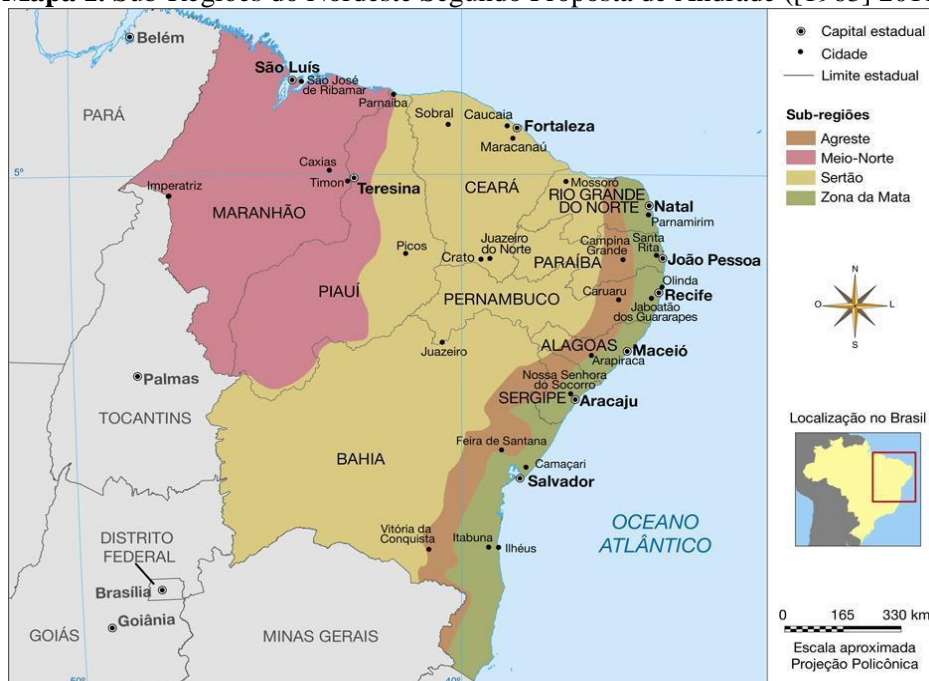 Mapa 1. Sub-Regiões do Nordeste Segundo Proposta de Andrade
Belém
São Luís
São José
de Ribamar
Parnaíba
PARÁ
Sobral
Caucaia
Fortaleza
Maracanaú
5º
Caxias
Timon
Teresina
CEARÁ
Mossoró
Imperatriz
RIO GRANDE
DO NORTE
Natal
Parnamirim
MARANHÃO
Picos
Juazeiro
do Norte
Crato
Campina
Grande
Santa
Rita
PARAÍBA
João Pessoa
PIAUÍ
PERNAMBUCO
Caruaru
Olinda
Recife
Jaboatão
dos Guararapes
Juazeiro
ALAGOAS
Maceió
Arapiraca
Palmas
Nossa Senhora
do Socorro
TOCANTINS
SERGIPE
Aracaju
Feira de Santana
BAHIA
Camaçari
Salvador
DISTRITO
FEDERAL
Vitória da
Conquista
Itabuna
Ilhéus
OCEANO
ATLÂNTICO
Brasília
Goiânia
GOIÁS
MINAS GERAIS
Capital estadual
Cidade
Limite estadual
Sub-regiões
Agreste
Meio-Norte
Sertão
Zona da Mata
N
O
L
S
Localização no Brasil
0 165 330 km
Escala aproximada
Projeção Policônica